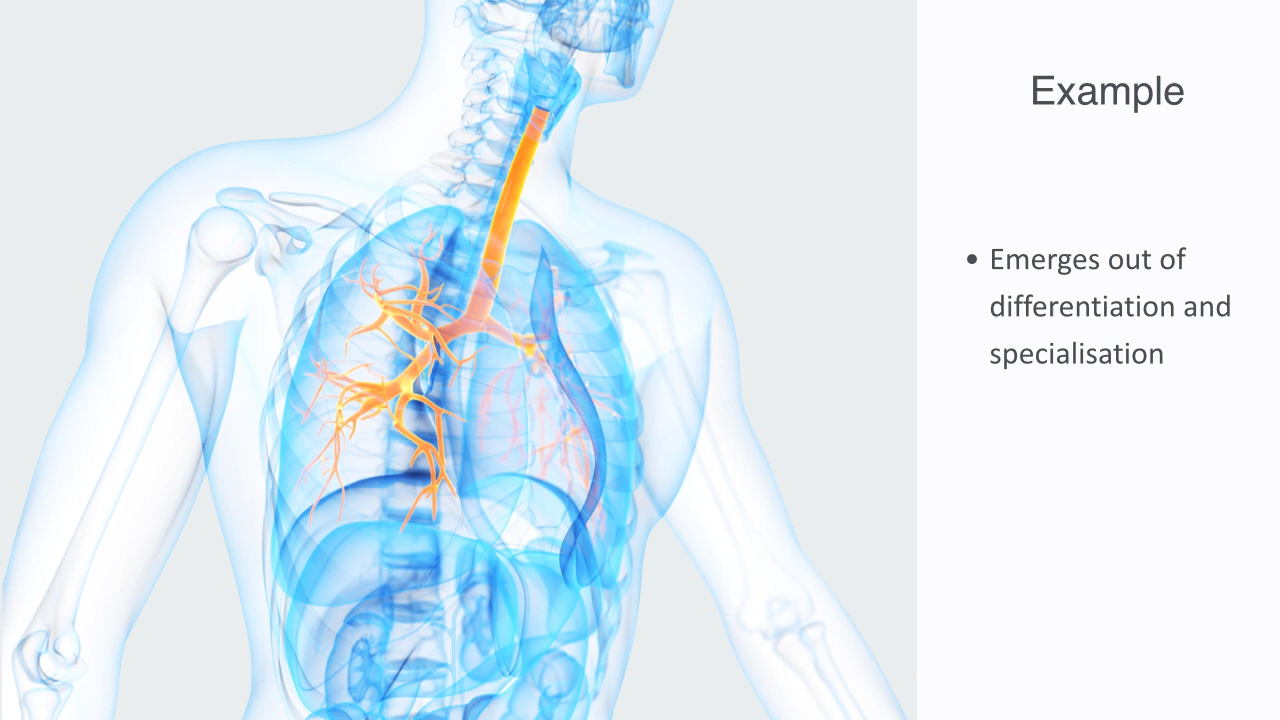 Example
• Emerges out of
differentiation and
specialisation